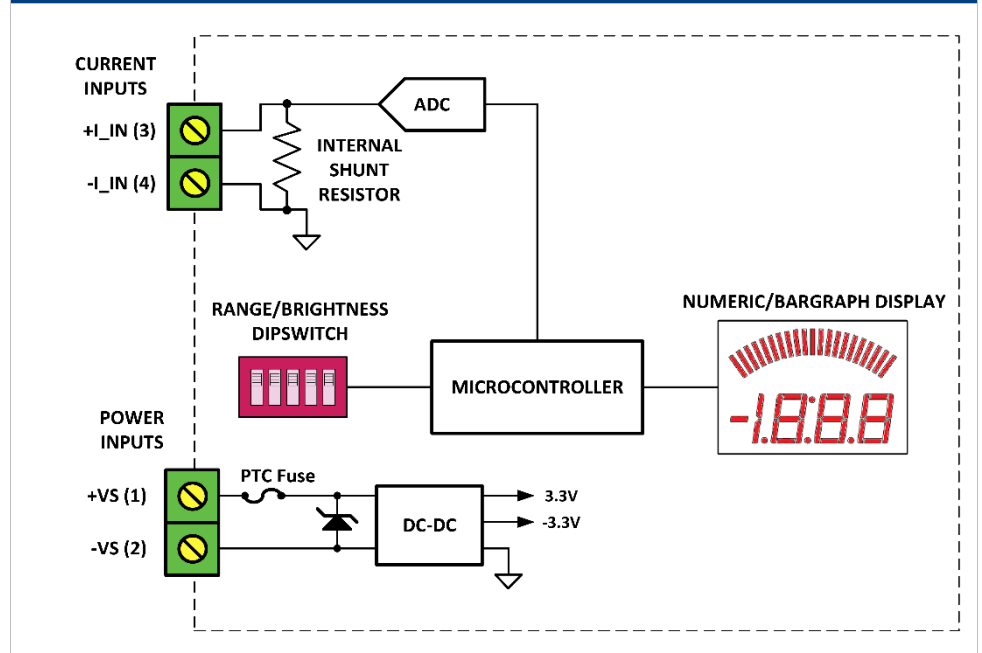 CURRENT
INPUTS
+I_IN (3)
-I_IN (4)
ADC
INTERNAL
SHUNT
RESISTOR
RANGE/BRIGHTNESS
DIPSWITCH
MICROCONTROLLER
NUMERIC/BARGRAPH DISPLAY
-1.8:8.8
POWER
INPUTS
+VS (1)
-VS (2)
PTC Fuse
DC-DC
3.3V
-3.3V